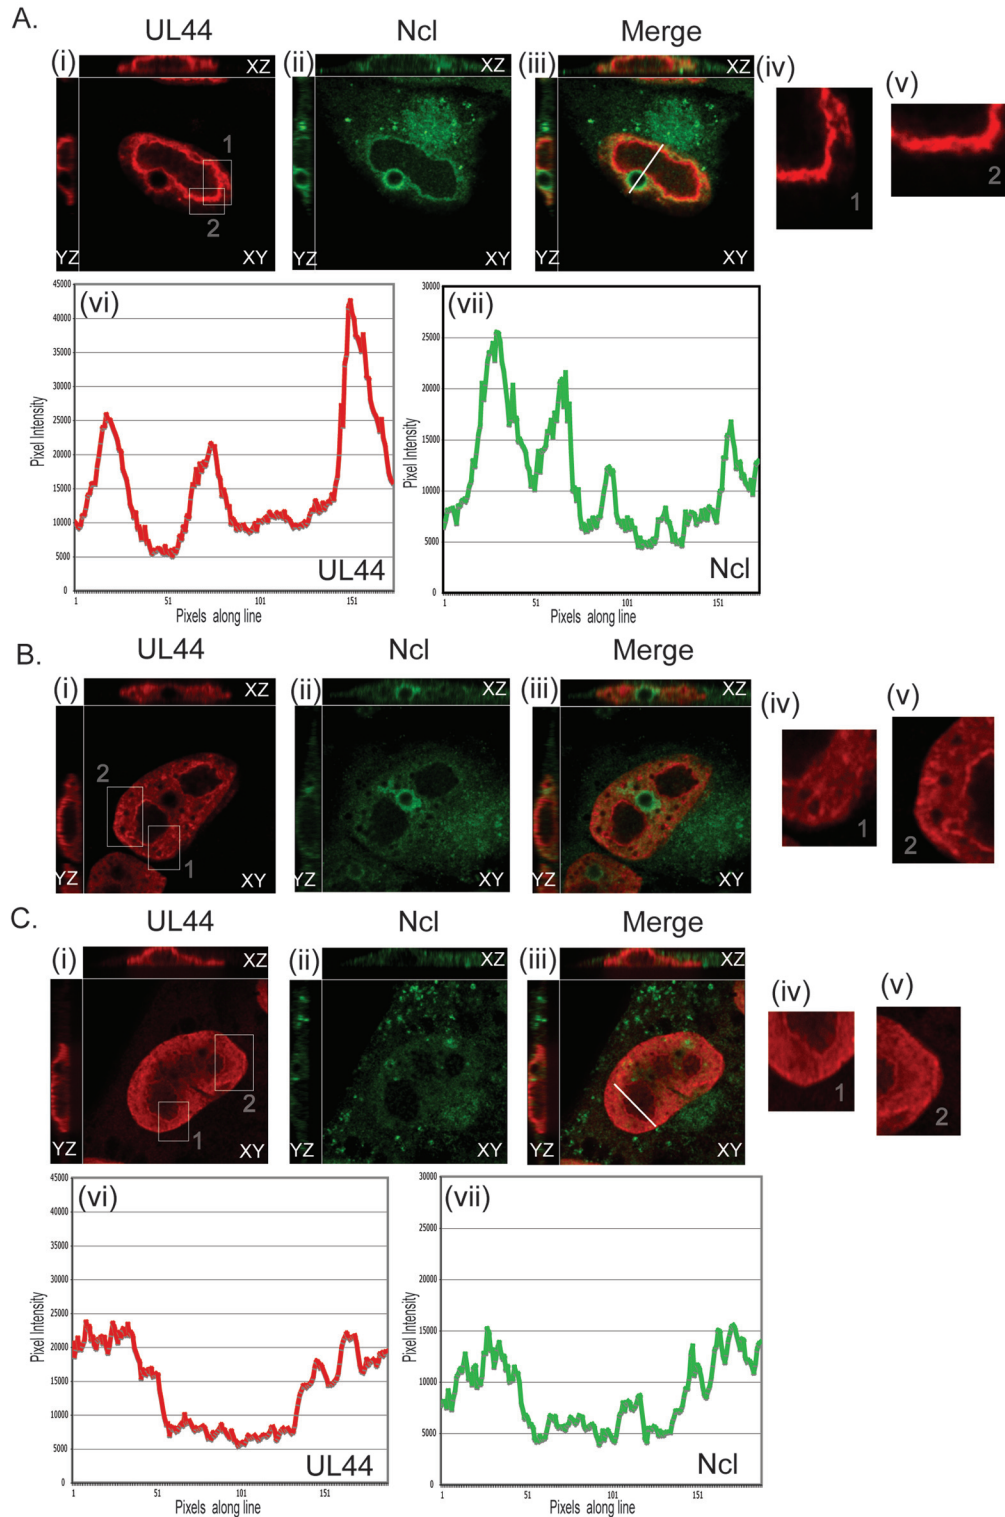 A.
UL44 Ncl Merge
(i) XZ (ii) XZ (iii) XZ (iv) (v)
1
2
1
2
YZ XY YZ XY YZ XY
(vi)
45000
40000
35000
30000
25000
20000
15000
10000
5000
0
Pixel Intensity
UL44
1 51 101 151
Pixels along line
(vii)
30000
25000
20000
15000
10000
5000
0
Pixel Intensity
Ncl
1 51 101 151
Pixels along line
B.
UL44 Ncl Merge
(i) XZ (ii) XZ (iii) XZ (iv) (v)
2
1
1
2
YZ XY YZ XY YZ XY
C.
UL44 Ncl Merge
(i) XZ (ii) XZ (iii) XZ (iv) (v)
2
1
1
2
YZ XY YZ XY YZ XY
(vi)
45000
40000
35000
30000
25000
20000
15000
10000
5000
0
Pixel Intensity
UL44
1 51 101 151
Pixels along line
(vii)
30000
25000
20000
15000
10000
5000
0
Pixel Intensity
Ncl
1 51 101 151
Pixels along line